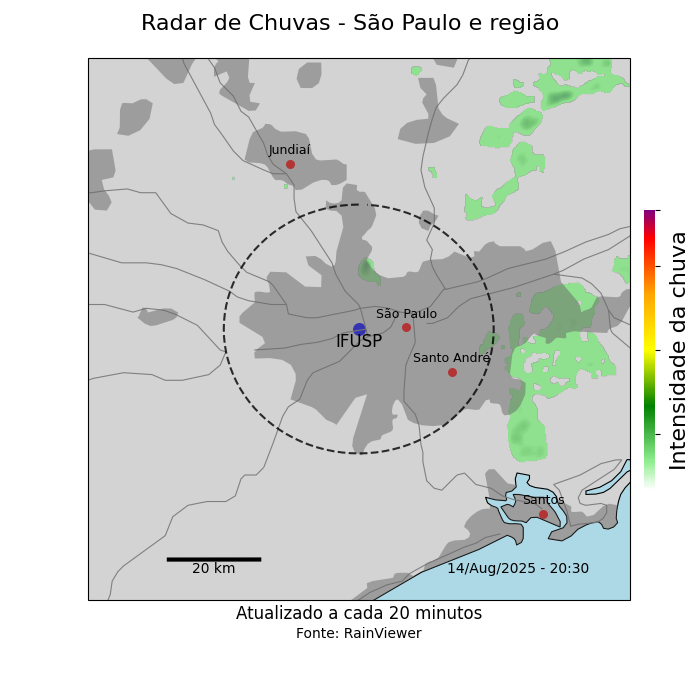 Radar de Chuvas - São Paulo e região
Jundiaí
São Paulo
IFUSP
Santo André
Santos
20 km
14/Aug/2025 - 20:30
Intensidade da chuva
Atualizado a cada 20 minutos
Fonte: RainViewer